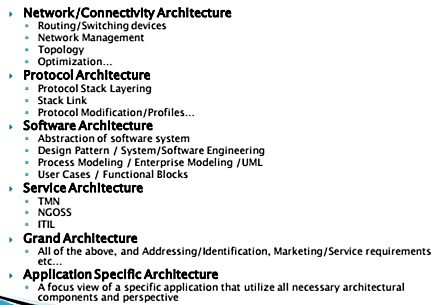 Network/Connectivity Architecture
Routing/Switching devices
Network Management
Topology
Optimization...
Protocol Architecture
Protocol Stack Layering
Stack Link
Protocol Modification/Profiles...
Software Architecture
Abstraction of software system
Design Pattern / System/Software Engineering
Process Modeling / Enterprise Modeling /UML
User Cases / Functional Blocks
Service Architecture
TMN
NGOSS
ITIL
Grand Architecture
All of the above, and Addressing/Identification, Marketing/Service requirements
etc...
Application Specific Architecture
A focus view of a specific application that utilize all necessary architectural
components and perspective